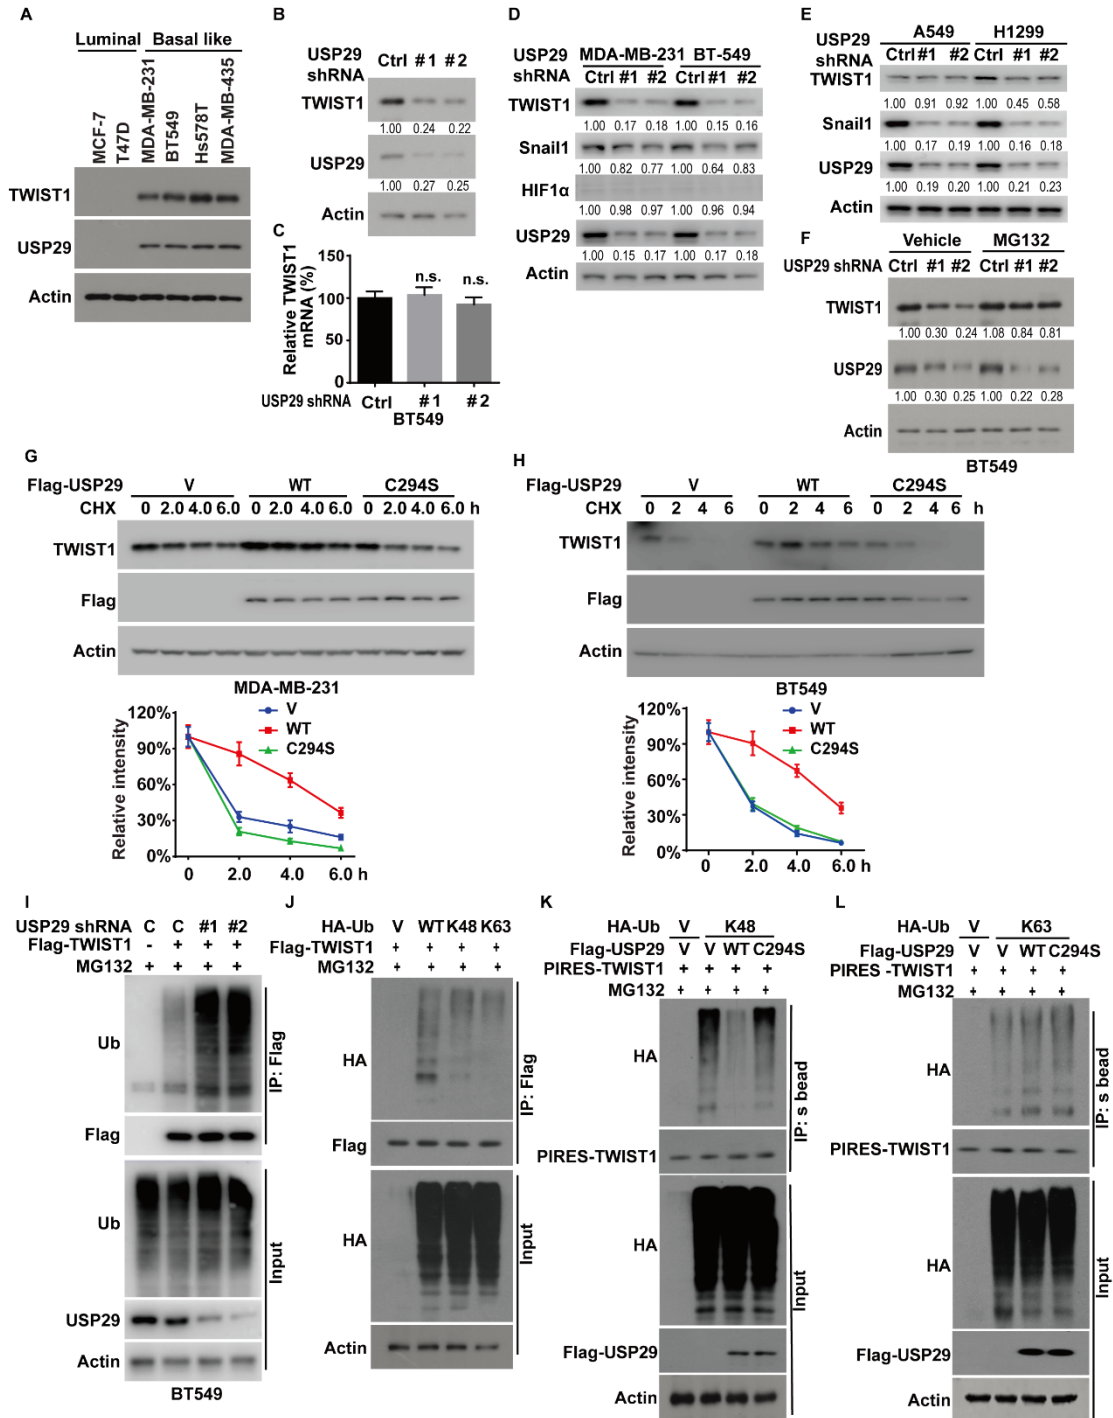 A
Luminal Basal like
MCF-7
T47D
MDA-MB-231
BT549
Hs578T
MDA-MB-435
TWIST1
USP29
Actin
B
USP29
shRNA Ctrl #1 #2
TWIST1
1.00 0.24 0.22
USP29
1.00 0.27 0.25
Actin
C
Relative TWIST1
mRNA (%)
150
100
50
0
n.s. n.s.
USP29 shRNA Ctrl #1 #2
BT549
D
USP29 MDA-MB-231 BT-549
shRNA Ctrl #1 #2 Ctrl #1 #2
TWIST1
1.00 0.17 0.18 1.00 0.15 0.16
Snail1
1.00 0.82 0.77 1.00 0.64 0.83
HIF1α
1.00 0.98 0.97 1.00 0.96 0.94
USP29
1.00 0.15 0.17 1.00 0.17 0.18
Actin
E
A549 H1299
USP29
shRNA Ctrl #1 #2 Ctrl #1 #2
TWIST1
1.00 0.91 0.92 1.00 0.45 0.58
Snail1
1.00 0.17 0.19 1.00 0.16 0.18
USP29
1.00 0.19 0.20 1.00 0.21 0.23
Actin
F
Vehicle MG132
USP29 shRNA Ctrl #1 #2 Ctrl #1 #2
TWIST1
1.00 0.30 0.24 1.08 0.84 0.81
USP29
1.00 0.30 0.25 1.00 0.22 0.28
Actin
BT549
G
Flag-USP29 V WT C294S
CHX 0 2.0 4.0 6.0 0 2.0 4.0 6.0 0 2.0 4.0 6.0 h
TWIST1
Flag
Actin
MDA-MB-231
Relative intensity
120%
90%
60%
30%
0%
V
WT
C294S
0 2.0 4.0 6.0 h
H
Flag-USP29 V WT C294S
CHX 0 2 4 6 0 2 4 6 0 2 4 6 h
TWIST1
Flag
Actin
BT549
Relative intensity
120%
90%
60%
30%
0%
V
WT
C294S
0 2.0 4.0 6.0 h
I
USP29 shRNA C C #1 #2
Flag-TWIST1 - + + +
MG132 + + + +
Ub
Flag
IP: Flag
Ub
USP29
Actin
Input
BT549
J
HA-Ub V WT K48 K63
Flag-TWIST1 + + + +
MG132 + + + +
HA
Flag
IP: Flag
HA
Actin
Input
K
HA-Ub V K48
Flag-USP29 V V WT C294S
PIRES-TWIST1 + + + +
MG132 + + + +
HA
PIRES-TWIST1
IP: s bead
HA
Flag-USP29
Actin
Input
L
HA-Ub V K63
Flag-USP29 V V WT C294S
PIRES -TWIST1 + + + +
MG132 + + + +
HA
PIRES-TWIST1
IP: s bead
HA
Flag-USP29
Actin
Input